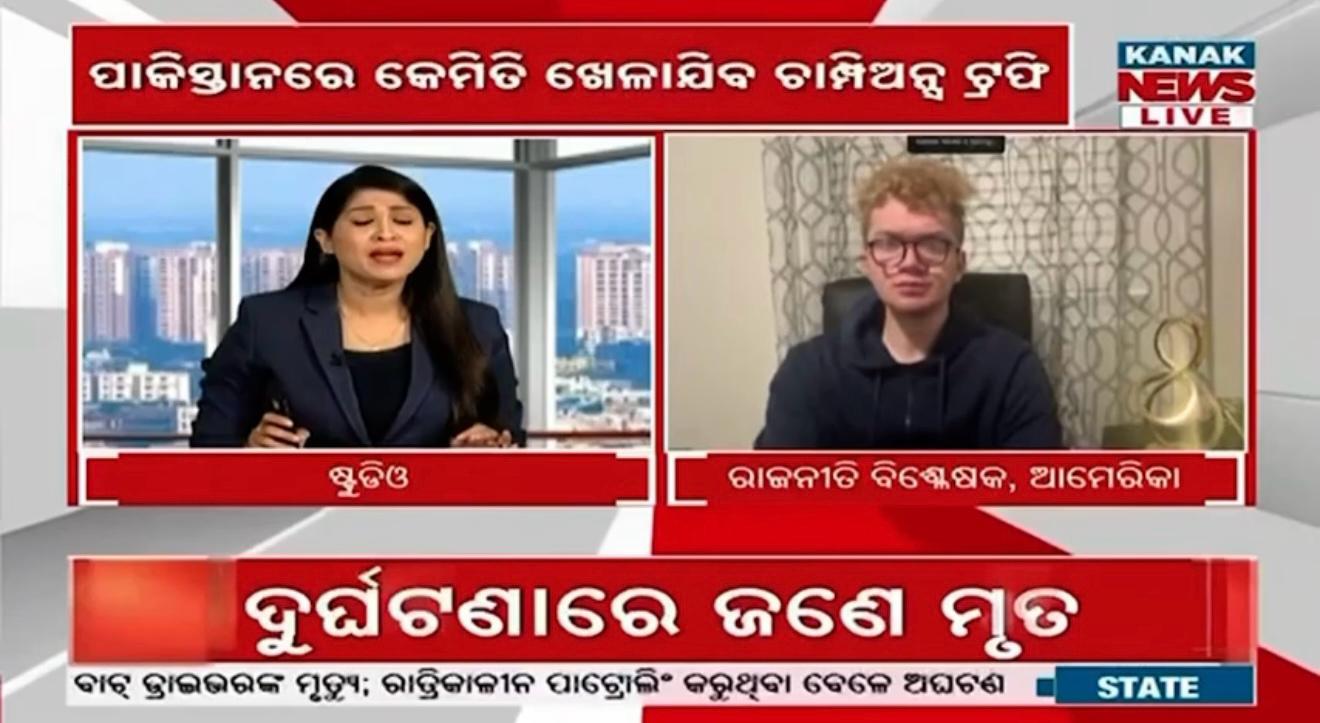 ପାକିସ୍ତାନରେ କେମିତି ଖେଳାଯିବ ଚାମ୍ପିଅନ୍ସ ଟ୍ରଫି
KANAK
NEWS
LIVE
ଷ୍ଟୁଡିଓ
ରାଜନୀତି ବିଶ୍ଳେଷକ, ଆମେରିକା
ଦୁର୍ଘଟଣାରେ ଜଣେ ମୃତ
ବାଟ୍ ଡ୍ରାଇଭରଙ୍କ ମୃତ୍ୟୁ; ରାତ୍ରିକାଳୀନ ପାଟ୍ରୋଲିଂ କରୁଥିବା ବେଳେ ଅଘଟଣ
STATE